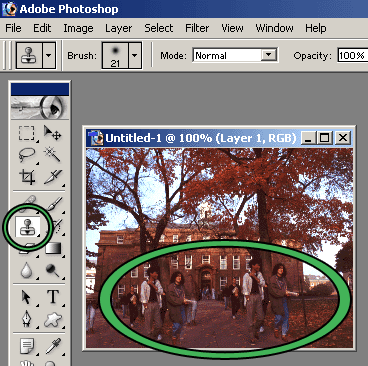 Adobe Photoshop
File Edit Image Layer Select Filter View Window
Brush: 21 Mode: Normal Opacity: 100%
Untitled-1 @ 100% (Layer 1, RGB)
T